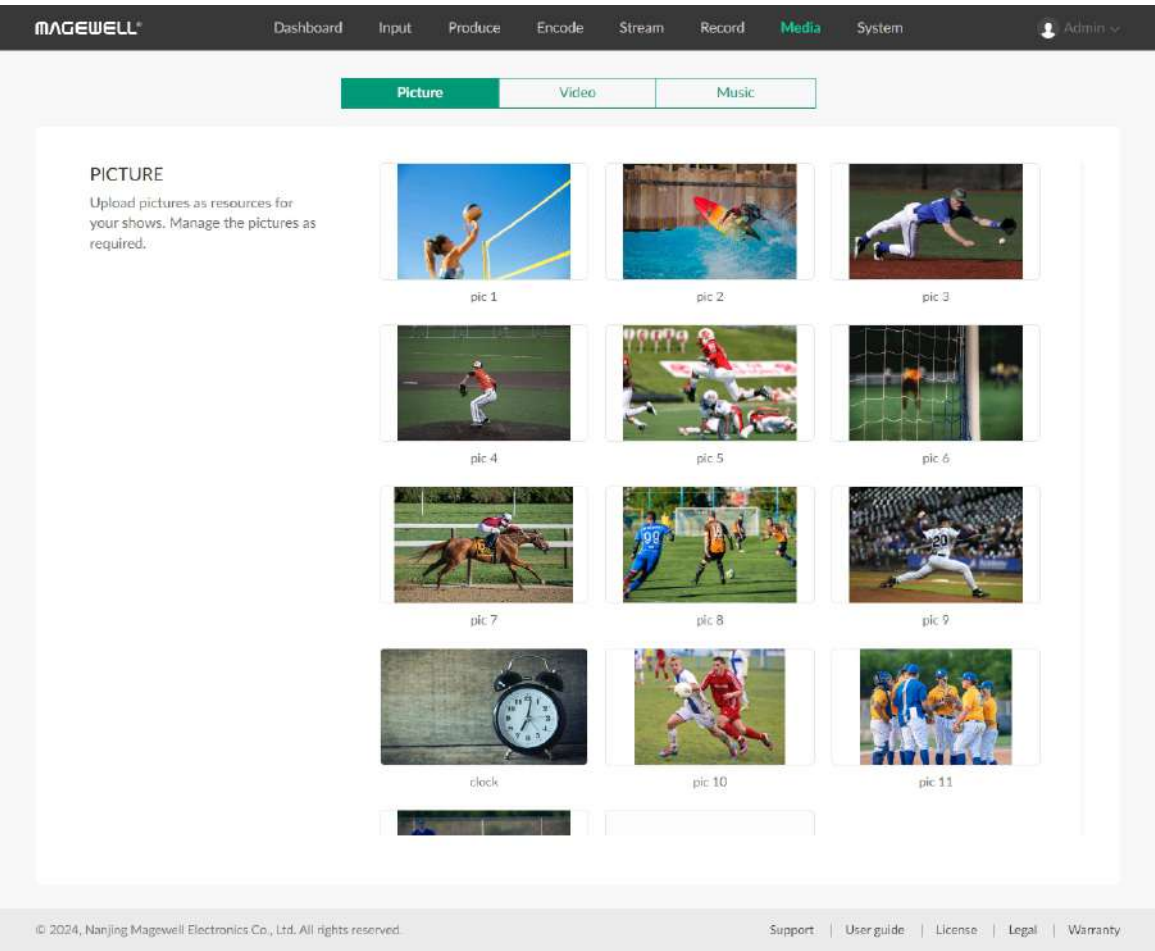 MAGEWELL®
Dashboard Input Produce Encode Stream Record Media System Admin
Picture Video Music
PICTURE
Upload pictures as resources for
your shows. Manage the pictures as
required.
pic 1 pic 2 pic 3
pic 4 pic 5 pic 6
99 20
pic 7 pic 8 pic 9
clock pic 10 pic 11
© 2024, Nanjing Magewell Electronics Co., Ltd. All rights reserved.
Support | User guide | License | Legal | Warranty